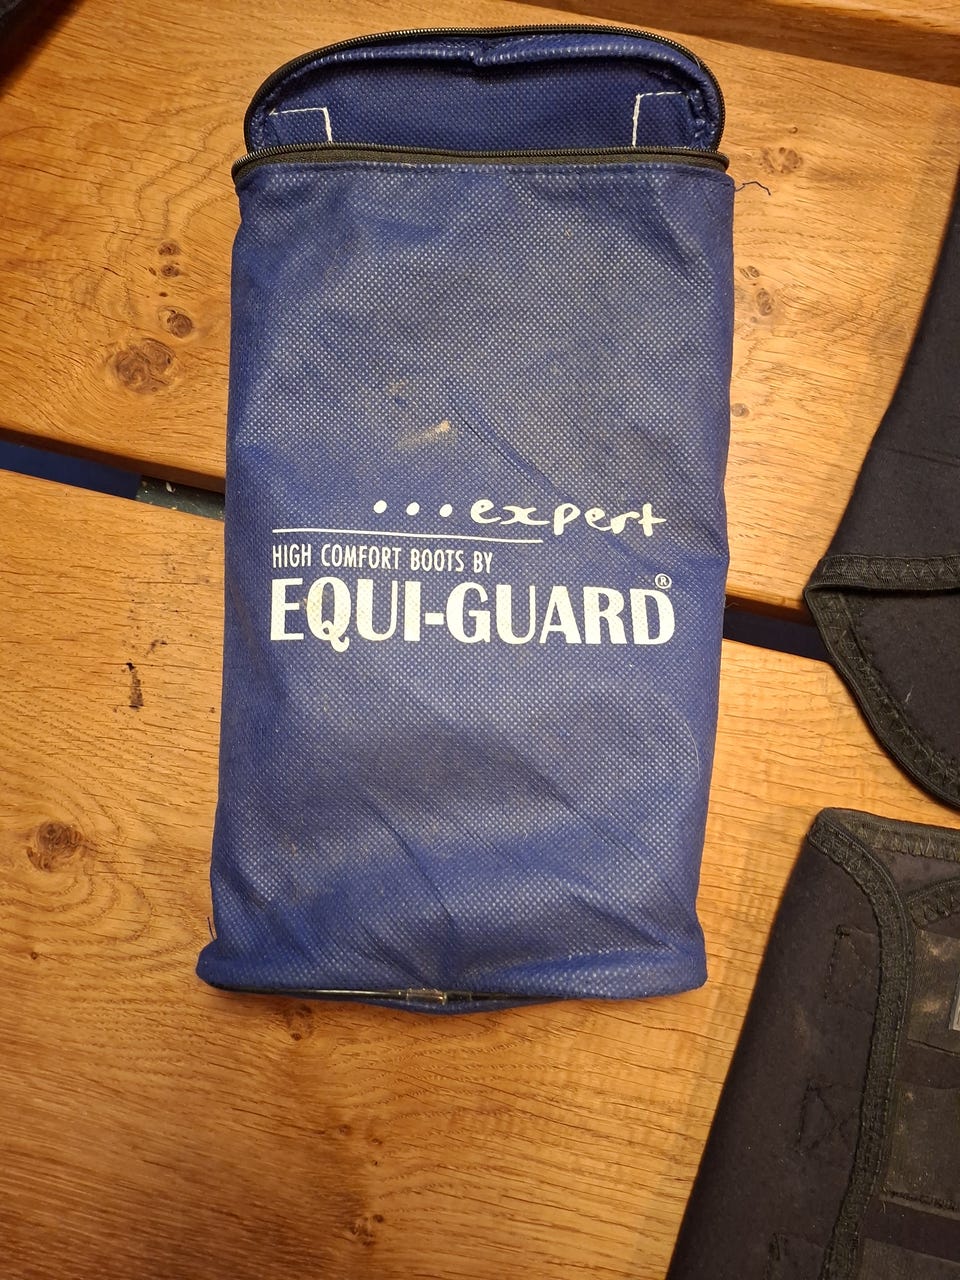 ...expert
HIGH COMFORT BOOTS BY
EQUI-GUARD®